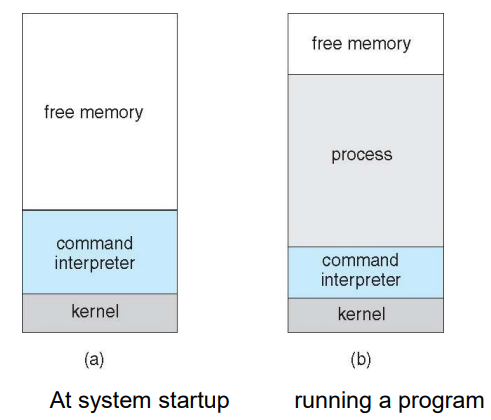 free memory
command
interpreter
kernel
(a)
At system startup
free memory
process
command
interpreter
kernel
(b)
running a program